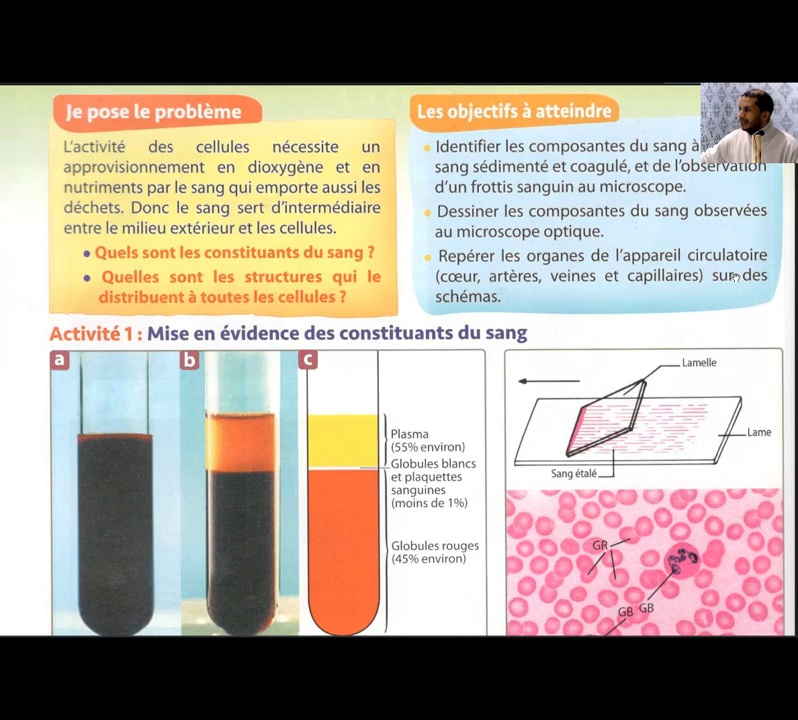 Je pose le problème
L'activité des cellules nécessite un
approvisionnement en dioxygène et en
nutriments par le sang qui emporte aussi les
déchets. Donc le sang sert d'intermédiaire
entre le milieu extérieur et les cellules.
• Quels sont les constituants du sang ?
• Quelles sont les structures qui le
distribuent à toutes les cellules ?
Les objectifs à atteindre
• Identifier les composantes du sang à
sang sédimenté et coagulé, et de l'observation
d'un frottis sanguin au microscope.
• Dessiner les composantes du sang observées
au microscope optique.
• Repérer les organes de l'appareil circulatoire
(cœur, artères, veines et capillaires) sur des
schémas.
Activité 1 : Mise en évidence des constituants du sang
a
b
c
Plasma
(55% environ)
Globules blancs
et plaquettes
sanguines
(moins de 1%)
Globules rouges
(45% environ)
Lamelle
Lame
Sang étalé
GR
GB GB